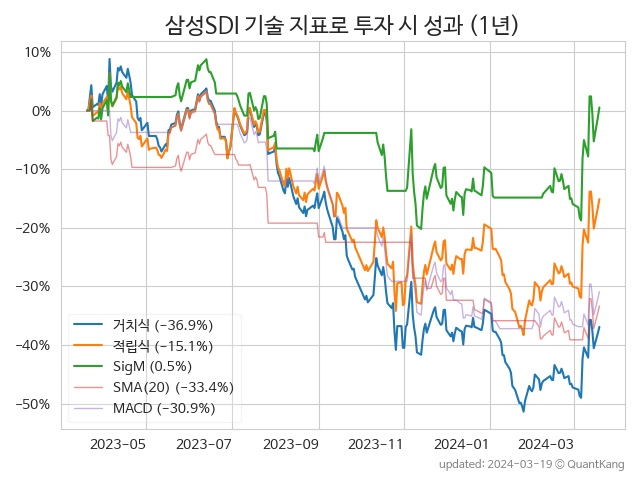 삼성SDI 기술 지표로 투자 시 성과 (1년)
10%
0%
−10%
−20%
−30%
−40%
−50%
거치식 (−36.9%)
적립식 (−15.1%)
SigM (0.5%)
SMA(20) (−33.4%)
MACD (−30.9%)
2023-05
2023-07
2023-09
2023-11
2024-01
2024-03
updated: 2024-03-19 © QuantKang